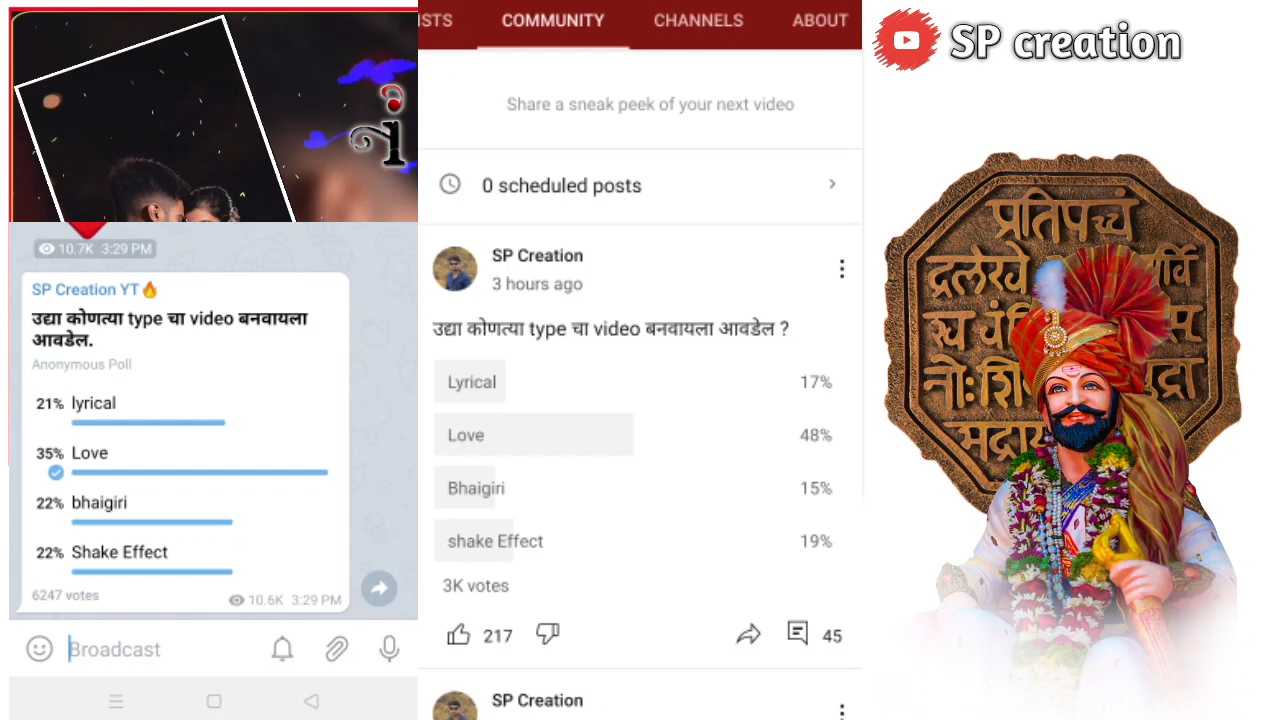 नं
10.7K 3:29 PM
SP Creation YT🔥
उद्या कोणत्या type चा video बनवायला
आवडेल.
Anonymous Poll
21% lyrical
35% Love
22% bhaigiri
22% Shake Effect
6247 votes
10.6K 3:29 PM
Broadcast
ISTS COMMUNITY CHANNELS ABOUT
Share a sneak peek of your next video
0 scheduled posts
SP Creation
3 hours ago
उद्या कोणत्या type चा video बनवायला आवडेल ?
Lyrical 17%
Love 48%
Bhaigiri 15%
shake Effect 19%
3K votes
217 45
SP Creation
SP creation
प्रतिपच्चं
द्रलेखे